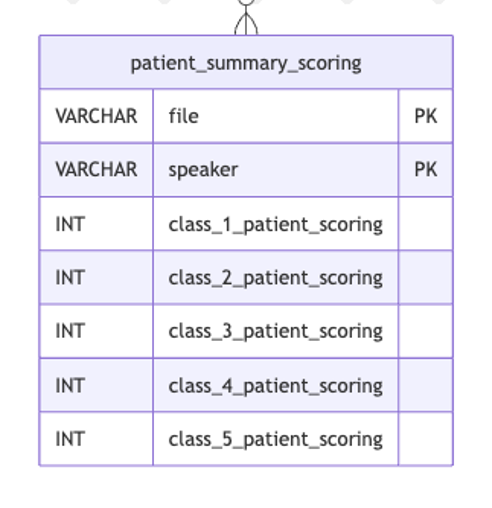 patient_summary_scoring
VARCHAR file PK
VARCHAR speaker PK
INT class_1_patient_scoring
INT class_2_patient_scoring
INT class_3_patient_scoring
INT class_4_patient_scoring
INT class_5_patient_scoring